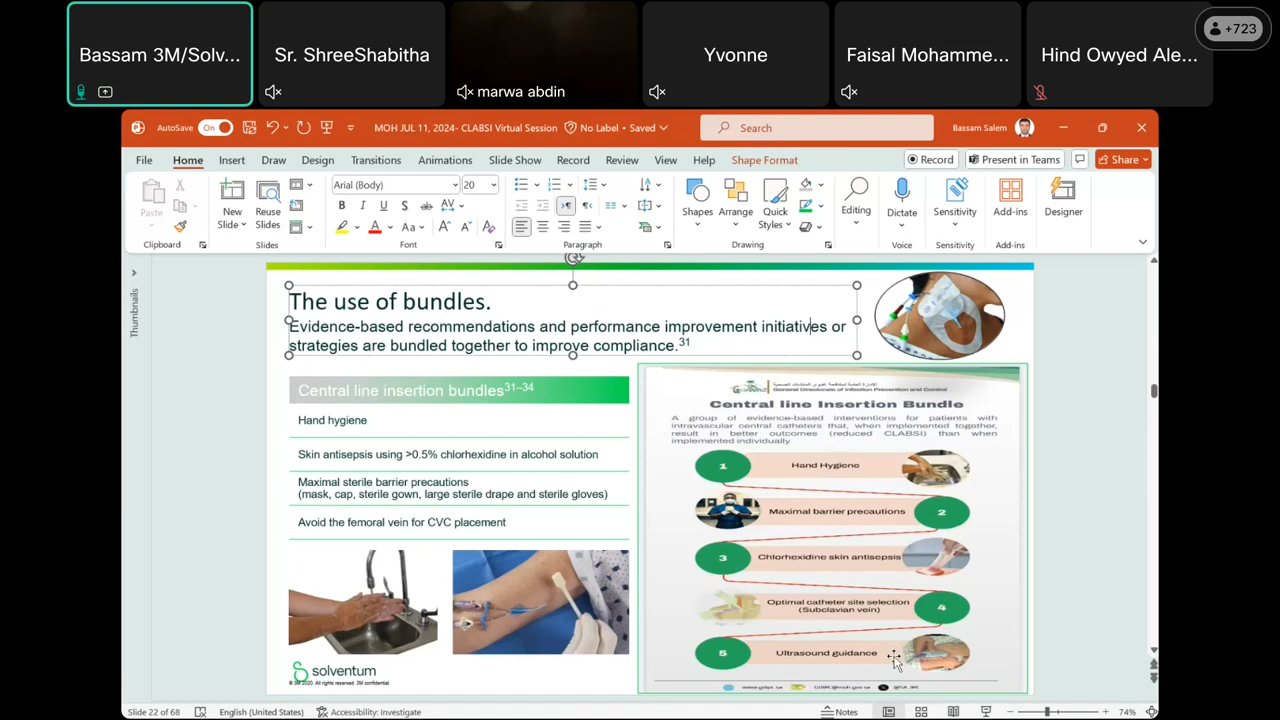 Bassam 3M/Solv...
Sr. ShreeShabitha
marwa abdin
Yvonne
Faisal Mohamme...
Hind Owyed Ale...
+723
AutoSave On
MOH JUL 11, 2024- CLABSI Virtual Session
No Label • Saved
Search
Bassam Salem
File Home Insert Draw Design Transitions Animations Slide Show Record Review View Help Shape Format
Record
Present in Teams
Share
Paste
New Slide
Reuse Slides
Arial (Body) 20
Shapes
Arrange
Quick Styles
Editing
Dictate
Sensitivity
Add-ins
Designer
Clipboard Slides Font Paragraph Drawing Voice Sensitivity Add-ins
Thumbnails
The use of bundles.
Evidence-based recommendations and performance improvement initiatives or
strategies are bundled together to improve compliance.31
Central line insertion bundles31–34
Hand hygiene
Skin antisepsis using >0.5% chlorhexidine in alcohol solution
Maximal sterile barrier precautions
(mask, cap, sterile gown, large sterile drape and sterile gloves)
Avoid the femoral vein for CVC placement
solventum
© 3M 2020. All rights reserved. 3M confidential.
General Directorate of Infection Prevention and Control
Central line Insertion Bundle
A group of evidence-based interventions for patients with
intravascular central catheters that, when implemented together,
result in better outcomes (reduced CLABSI) than when
implemented individually
1 Hand Hygiene
Maximal barrier precautions 2
3 Chlorhexidine skin antisepsis
Optimal catheter site selection
(Subclavian vein) 4
5 Ultrasound guidance
Slide 22 of 68
English (United States)
Accessibility: Investigate
Notes
74%